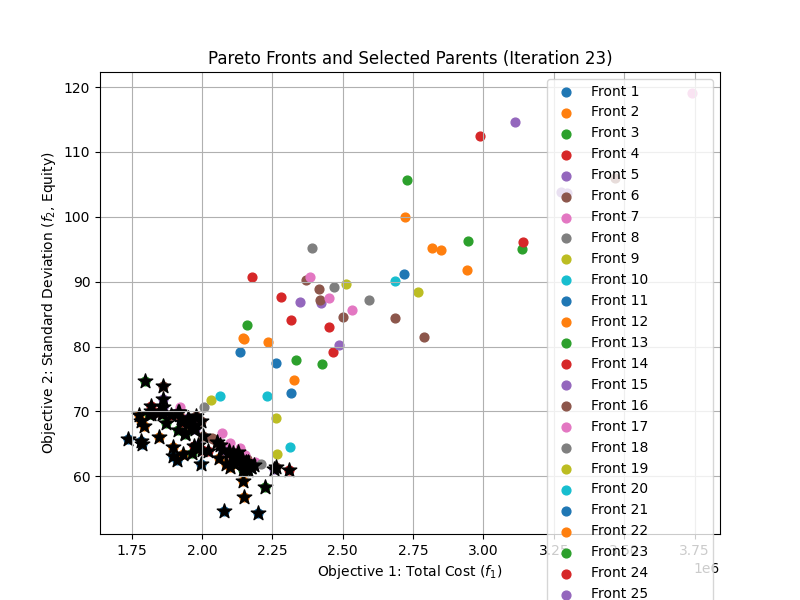 Pareto Fronts and Selected Parents (Iteration 23)
Objective 2: Standard Deviation (f₂, Equity)
120
110
100
90
80
70
60
1.75
2.00
2.25
2.50
2.75
3.00
3.25
3.75
1e6
Objective 1: Total Cost (f₁)
Front 1
Front 2
Front 3
Front 4
Front 5
Front 6
Front 7
Front 8
Front 9
Front 10
Front 11
Front 12
Front 13
Front 14
Front 15
Front 16
Front 17
Front 18
Front 19
Front 20
Front 21
Front 22
Front 23
Front 24
Front 25